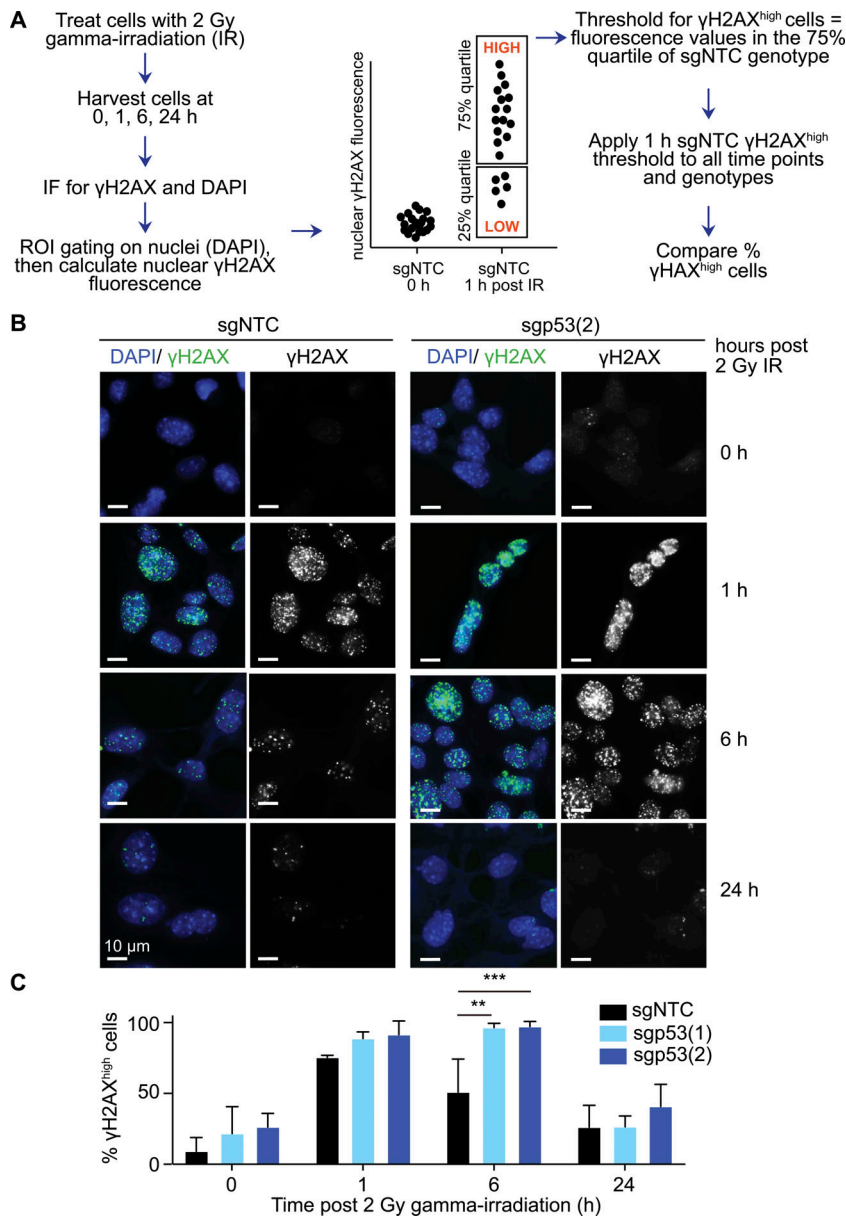 A
Treat cells with 2 Gy
gamma-irradiation (IR)
Harvest cells at
0, 1, 6, 24 h
IF for γH2AX and DAPI
ROI gating on nuclei (DAPI),
then calculate nuclear γH2AX
fluorescence
nuclear γH2AX fluorescence
75% quartile
25% quartile
HIGH
LOW
sgNTC
0 h
sgNTC
1 h post IR
Threshold for γH2AXhigh cells =
fluorescence values in the 75%
quartile of sgNTC genotype
Apply 1 h sgNTC γH2AXhigh
threshold to all time points
and genotypes
Compare %
γHAXhigh cells
B
sgNTC
sgp53(2)
DAPI/ γH2AX
γH2AX
DAPI/ γH2AX
γH2AX
hours post
2 Gy IR
0 h
1 h
6 h
24 h
10 µm
C
% γH2AXhigh cells
100
50
0
**
***
sgNTC
sgp53(1)
sgp53(2)
0
1
6
24
Time post 2 Gy gamma-irradiation (h)